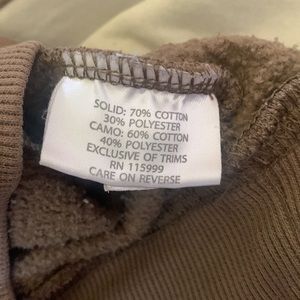 SOLID: 70% COTTON
30% POLYESTER
CAMO: 60% COTTON
40% POLYESTER
EXCLUSIVE OF TRIMS
RN 115999
CARE ON REVERSE